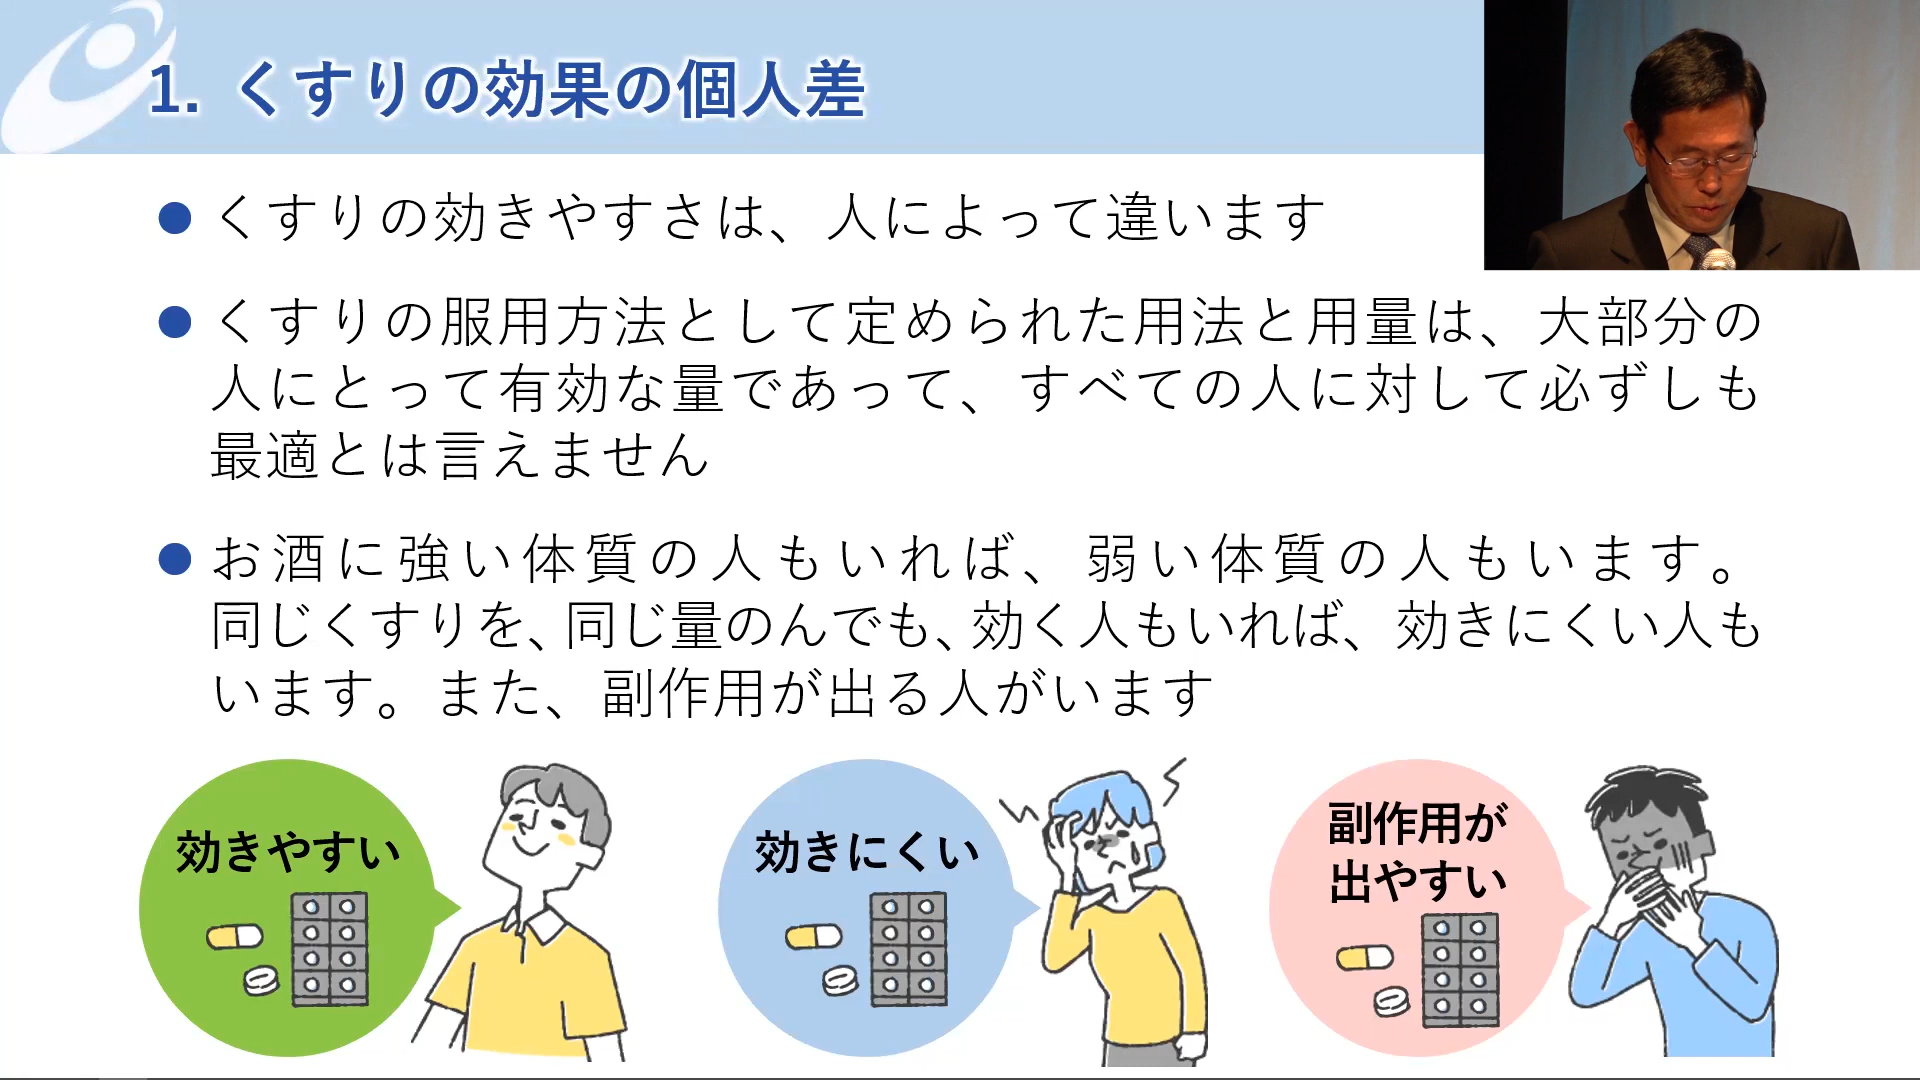 1. くすりの効果の個人差
くすりの効きやすさは、人によって違います
くすりの服用方法として定められた用法と用量は、大部分の
人にとって有効な量であって、すべての人に対して必ずしも
最適とは言えません
お酒に強い体質の人もいれば、弱い体質の人もいます。
同じくすりを、同じ量のんでも、効く人もいれば、効きにくい人も
います。また、副作用が出る人がいます
効きやすい
効きにくい
副作用が
出やすい